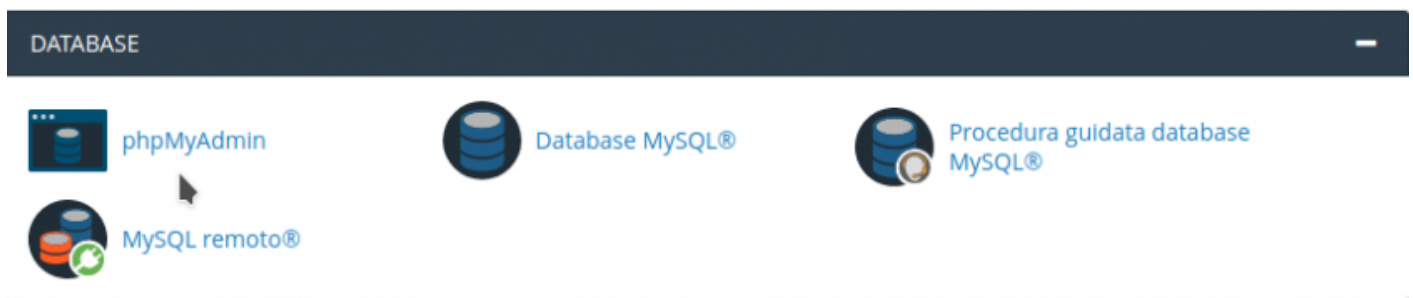 DATABASE
phpMyAdmin
Database MySQL®
Procedura guidata database
MySQL®
MySQL remoto®